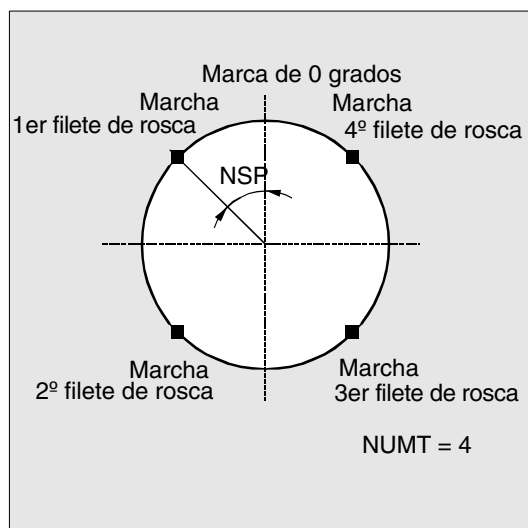 Marca de 0 grados
Marcha
1er filete de rosca
Marcha
4º filete de rosca
NSP
Marcha
2º filete de rosca
Marcha
3er filete de rosca
NUMT = 4